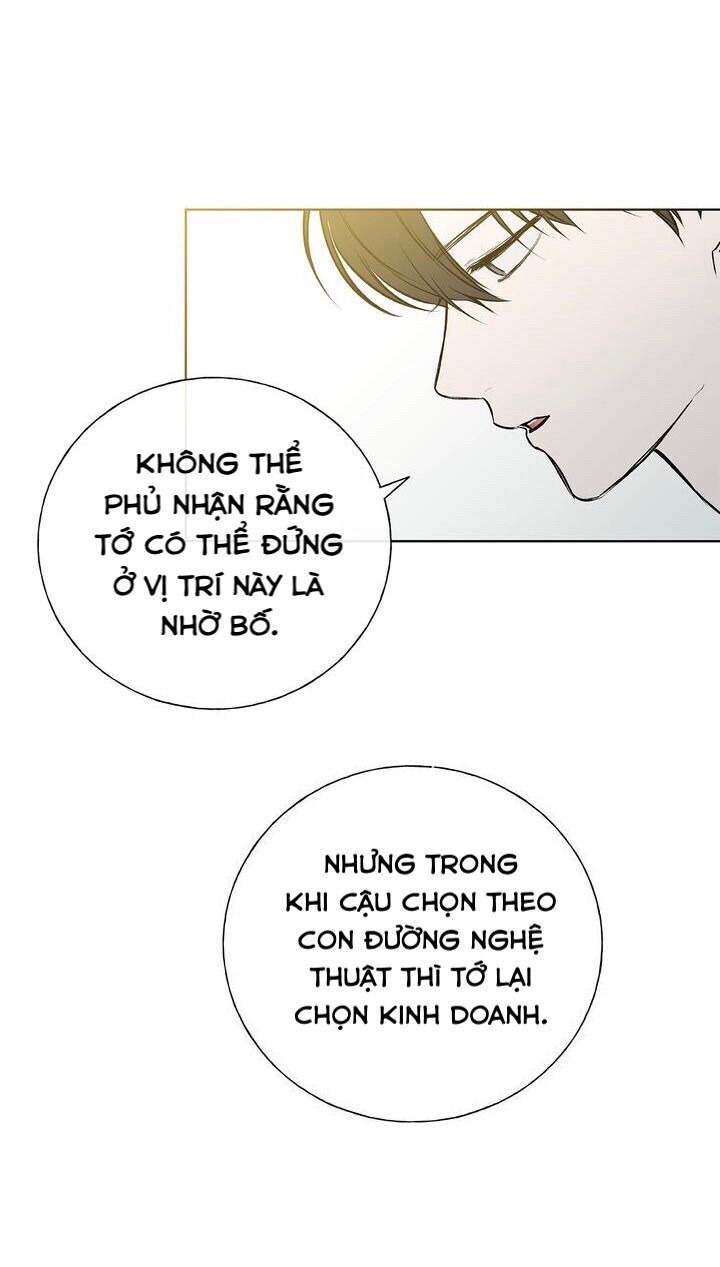 KHÔNG THỂ
PHỦ NHẬN RẰNG
TỚ CÓ THỂ ĐỨNG
Ở VỊ TRÍ NÀY LÀ
NHỜ BỐ.
NHƯNG TRONG
KHI CẬU CHỌN THEO
CON ĐƯỜNG NGHỆ
THUẬT THÌ TỚ LẠI
CHỌN KINH DOANH.